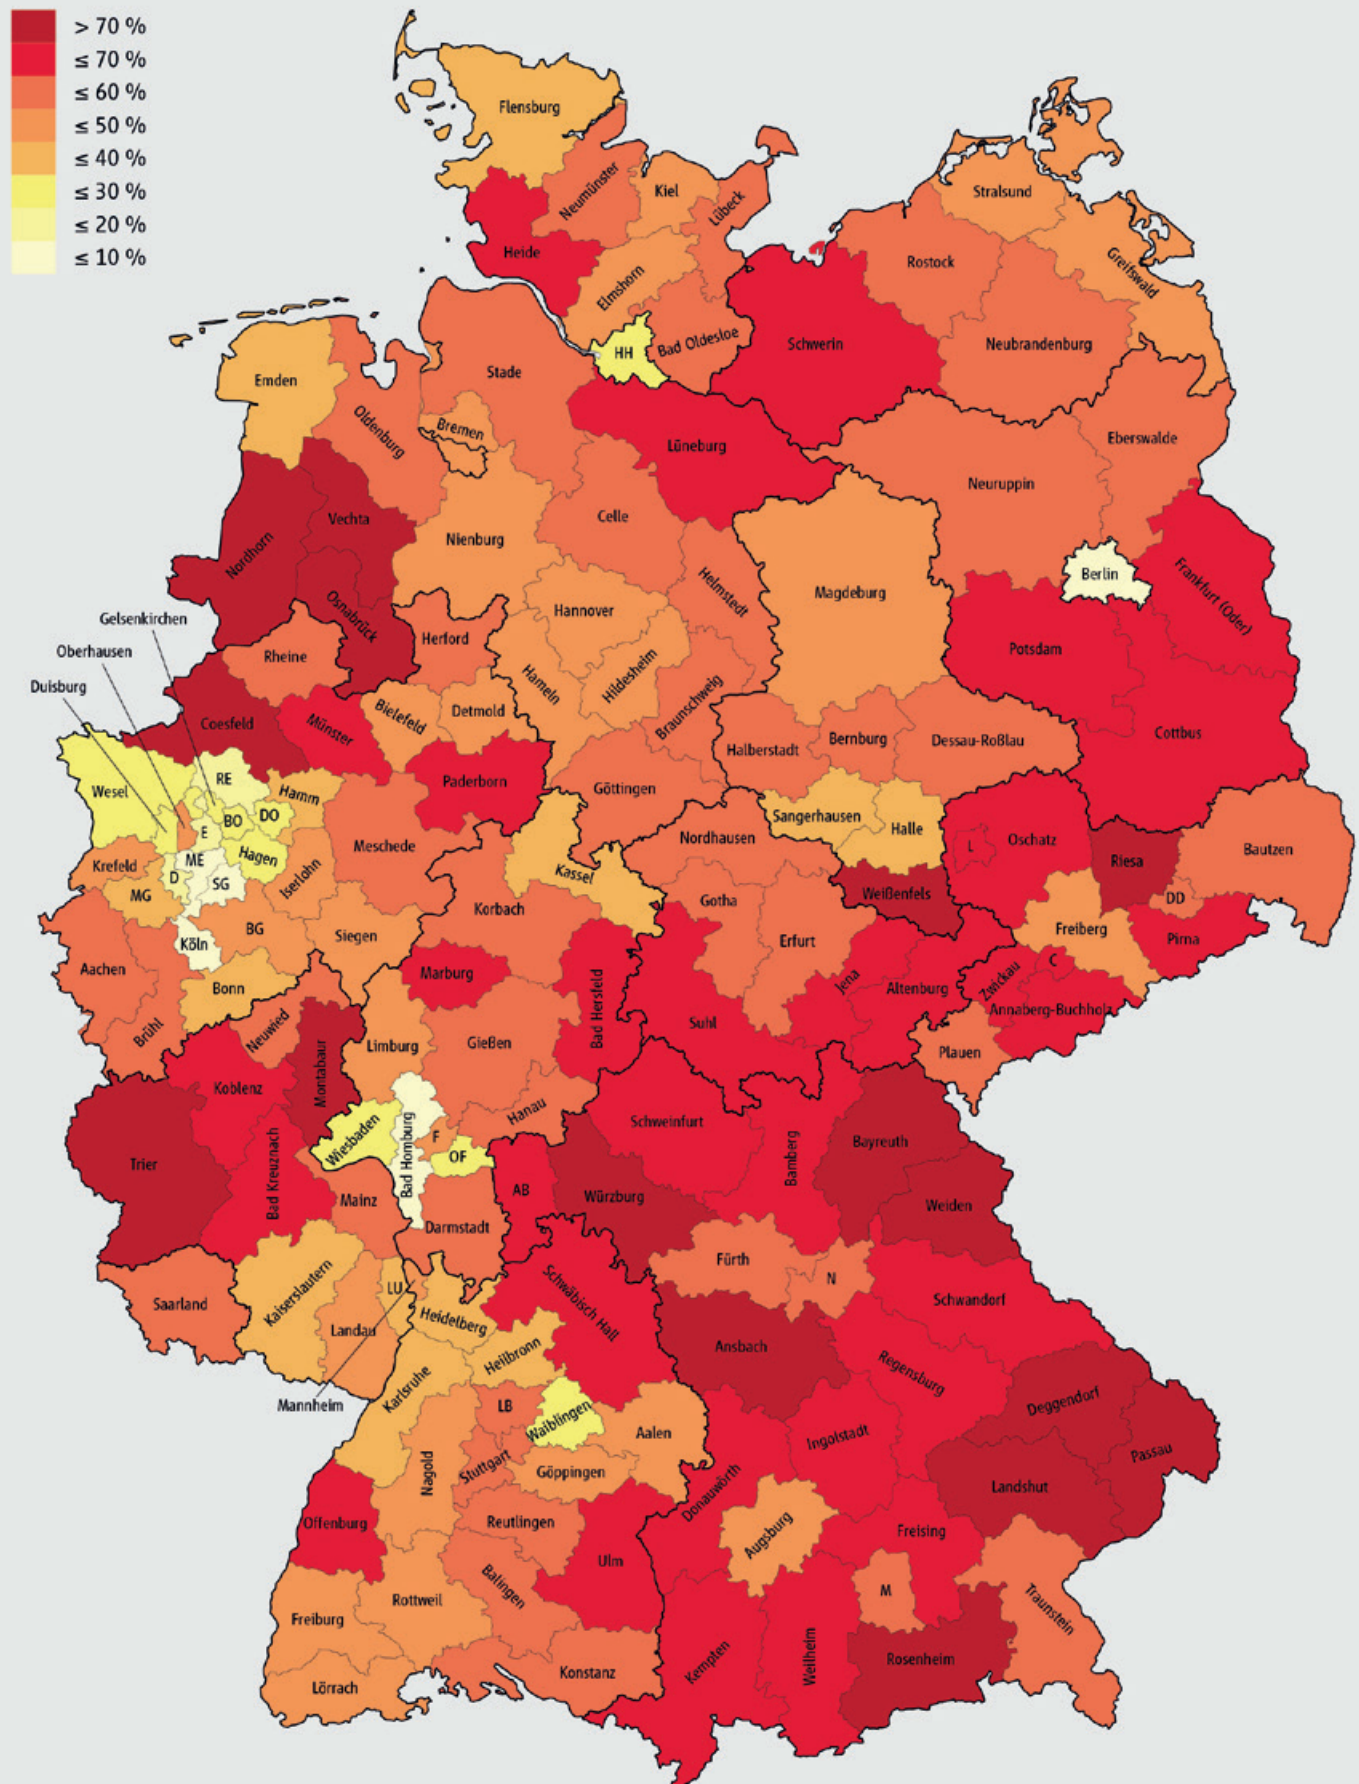 > 70 %
≤ 70 %
≤ 60 %
≤ 50 %
≤ 40 %
≤ 30 %
≤ 20 %
≤ 10 %
Flensburg
Neumünster
Kiel
Lübeck
Heide
Elmshorn
HH
Bad Oldesloe
Stralsund
Rostock
Greifswald
Schwerin
Neubrandenburg
Emden
Oldenburg
Stade
Bremen
Lüneburg
Eberswalde
Neuruppin
Vechta
Nordhorn
Osnabrück
Nienburg
Celle
Helmstedt
Magdeburg
Berlin
Frankfurt (Oder)
Gelsenkirchen
Oberhausen
Duisburg
Rheine
Herford
Hannover
Hameln
Hildesheim
Braunschweig
Potsdam
Cottbus
Coesfeld
Münster
Bielefeld
Detmold
Paderborn
Göttingen
Halberstadt
Bernburg
Dessau-Roßlau
Wesel
RE
Hamm
BO
DO
E
Hagen
ME
D
SG
Krefeld
MG
Iserlohn
Meschede
Kassel
Korbach
Nordhausen
Sangerhausen
Halle
L
Oschatz
Riesa
Bautzen
DD
Pirna
Freiberg
Weißenfels
Gotha
Erfurt
Köln
BG
Siegen
Aachen
Bonn
Brühl
Marburg
Bad Hersfeld
Suhl
Jena
Altenburg
Zwickau
C
Annaberg-Buchholz
Plauen
Neuwied
Montabaur
Limburg
Gießen
Koblenz
Hanau
Wiesbaden
Bad Homburg
F
OF
Trier
Bad Kreuznach
Mainz
Darmstadt
AB
Schweinfurt
Würzburg
Bamberg
Bayreuth
Weiden
Saarland
Kaiserslautern
LU
Landau
Mannheim
Heidelberg
Schwäbisch Hall
Fürth
N
Schwandorf
Ansbach
Regensburg
Heilbronn
Karlsruhe
LB
Waiblingen
Aalen
Nagold
Stuttgart
Göppingen
Ingolstadt
Deggendorf
Passau
Landshut
Donauwörth
Augsburg
Freising
Offenburg
Reutlingen
Ulm
Balingen
Rottweil
Freiburg
Lörrach
Konstanz
Kempten
Weilheim
M
Rosenheim
Traunstein